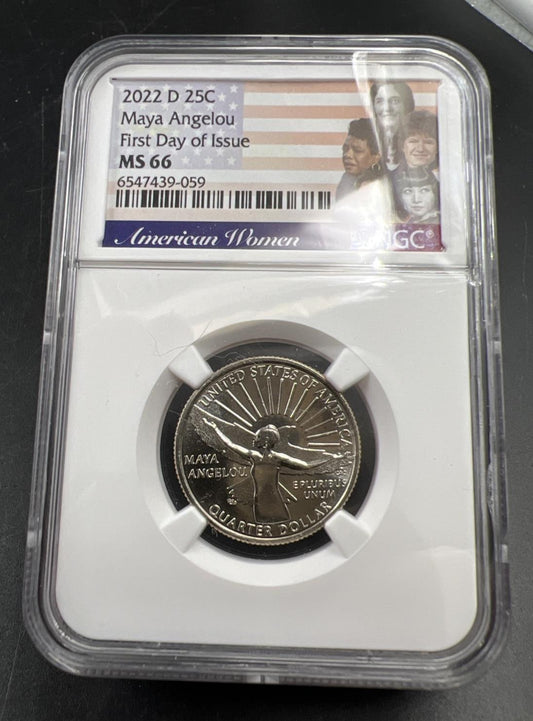 2022 D 25C
Maya Angelou
First Day of Issue
MS 66
6547439-059
American Women
NGC®
UNITED STATES OF AMERICA
MAYA
ANGELOU
E PLURIBUS
UNUM
QUARTER DOLLAR